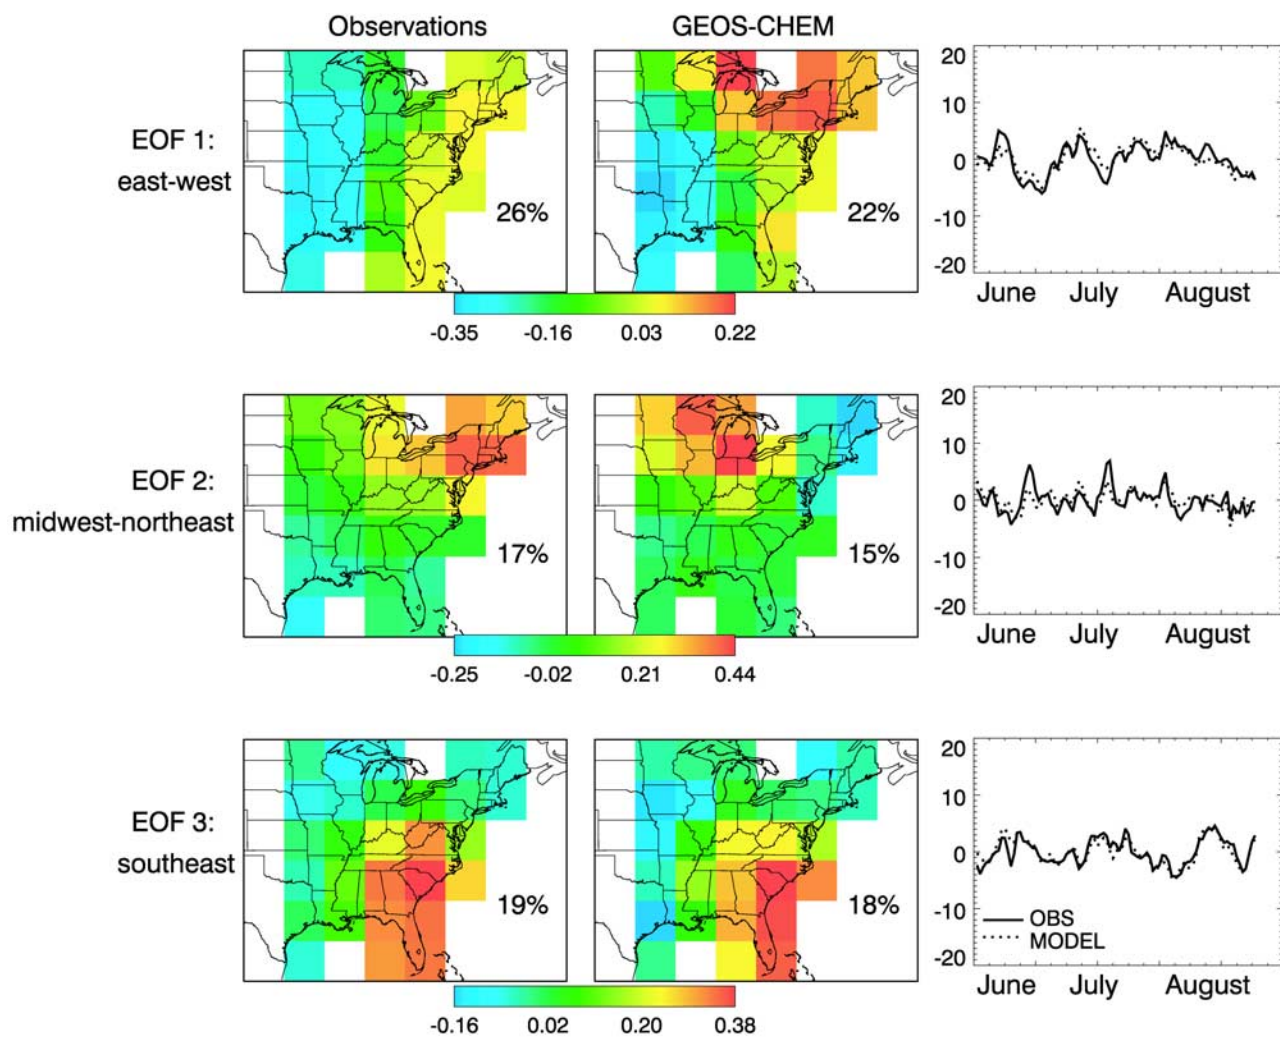 Observations
GEOS-CHEM
EOF 1:
east-west
26%
22%
-0.35 -0.16 0.03 0.22
20
10
0
-10
-20
June July August
EOF 2:
midwest-northeast
17%
15%
-0.25 -0.02 0.21 0.44
20
10
0
-10
-20
June July August
EOF 3:
southeast
19%
18%
-0.16 0.02 0.20 0.38
20
10
0
-10
-20
OBS
MODEL
June July August